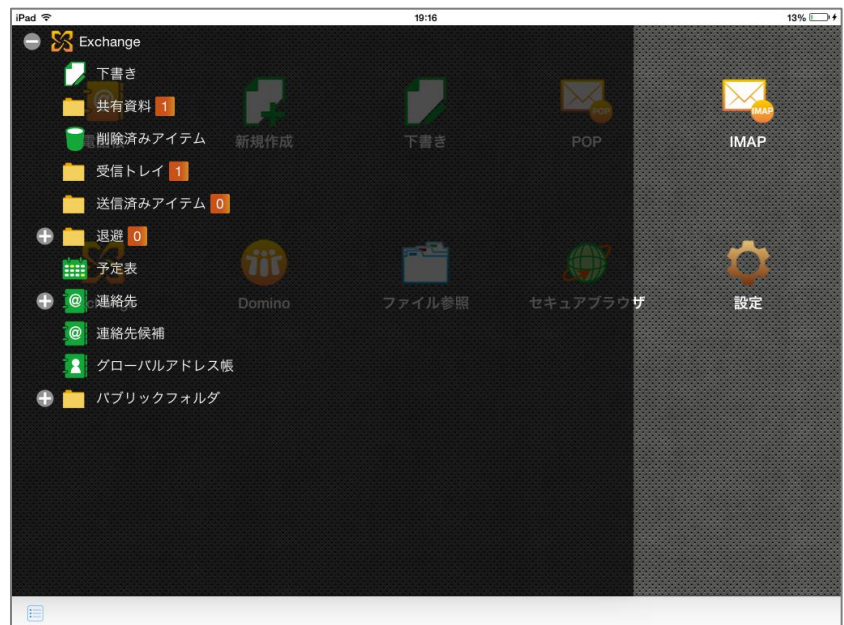 iPad 19:16 13%
Exchange
下書き
共有資料 1
削除済みアイテム
受信トレイ 1
送信済みアイテム 0
退避 0
予定表
連絡先
連絡先候補
グローバルアドレス帳
パブリックフォルダ
新規作成 下書き POP IMAP
POP IMAP
Domino ファイル参照 セキュアブラウザ 設定